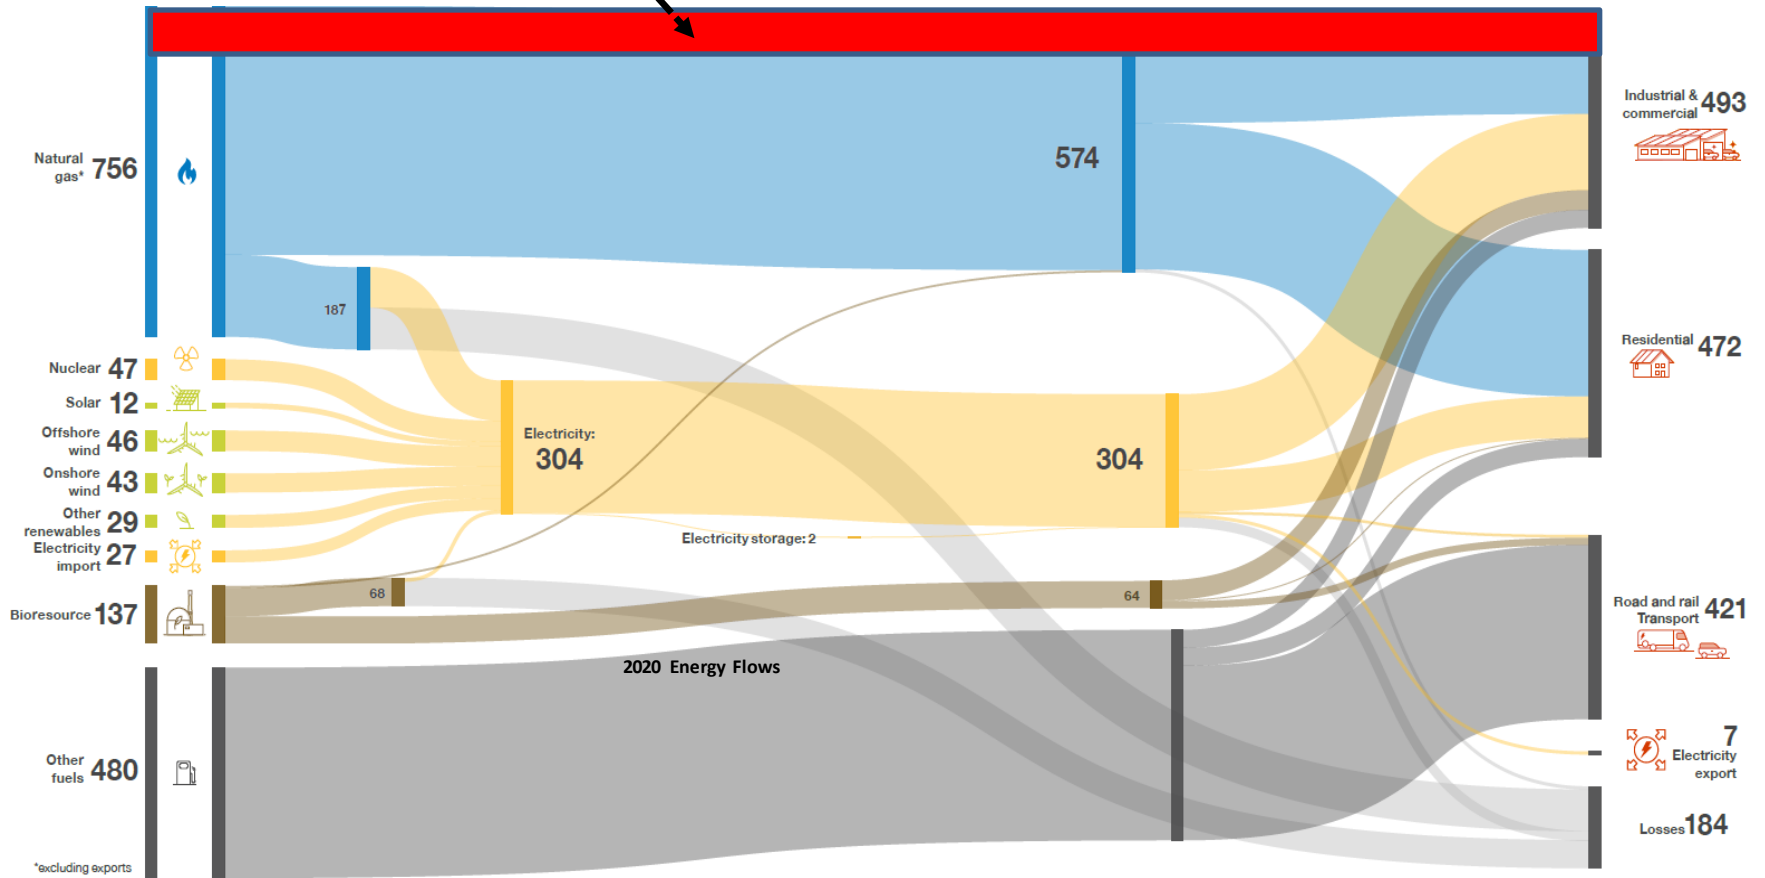 Natural
gas* 756
Nuclear 47
Solar 12
Offshore
wind 46
Onshore
wind 43
Other
renewables 29
Electricity
import 27
Bioresource 137
Other
fuels 480
*excluding exports
187
68
Electricity:
304
Electricity storage: 2
2020 Energy Flows
574
304
64
Industrial &
commercial 493
Residential 472
Road and rail
Transport 421
7
Electricity
export
Losses 184